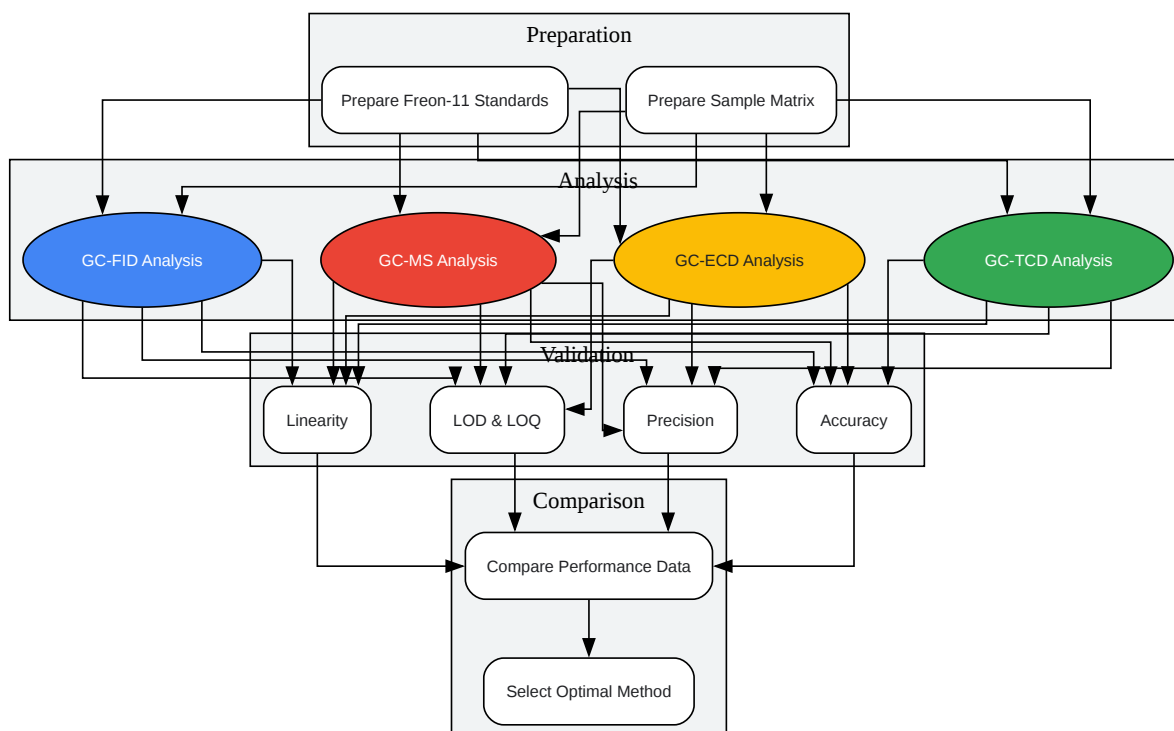 Preparation
Prepare Freon-11 Standards
Prepare Sample Matrix
Analysis
GC-FID Analysis
GC-MS Analysis
GC-ECD Analysis
GC-TCD Analysis
Validation
Linearity
LOD & LOQ
Precision
Accuracy
Comparison
Compare Performance Data
Select Optimal Method